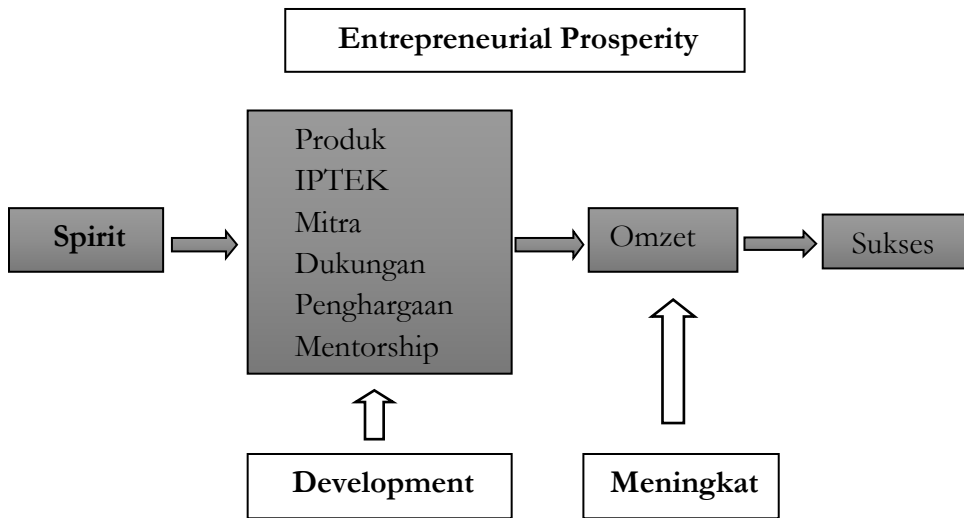 Entrepreneurial Prosperity
Spirit
Produk
IPTEK
Mitra
Dukungan
Penghargaan
Mentorship
Omzet
Sukses
Development
Meningkat